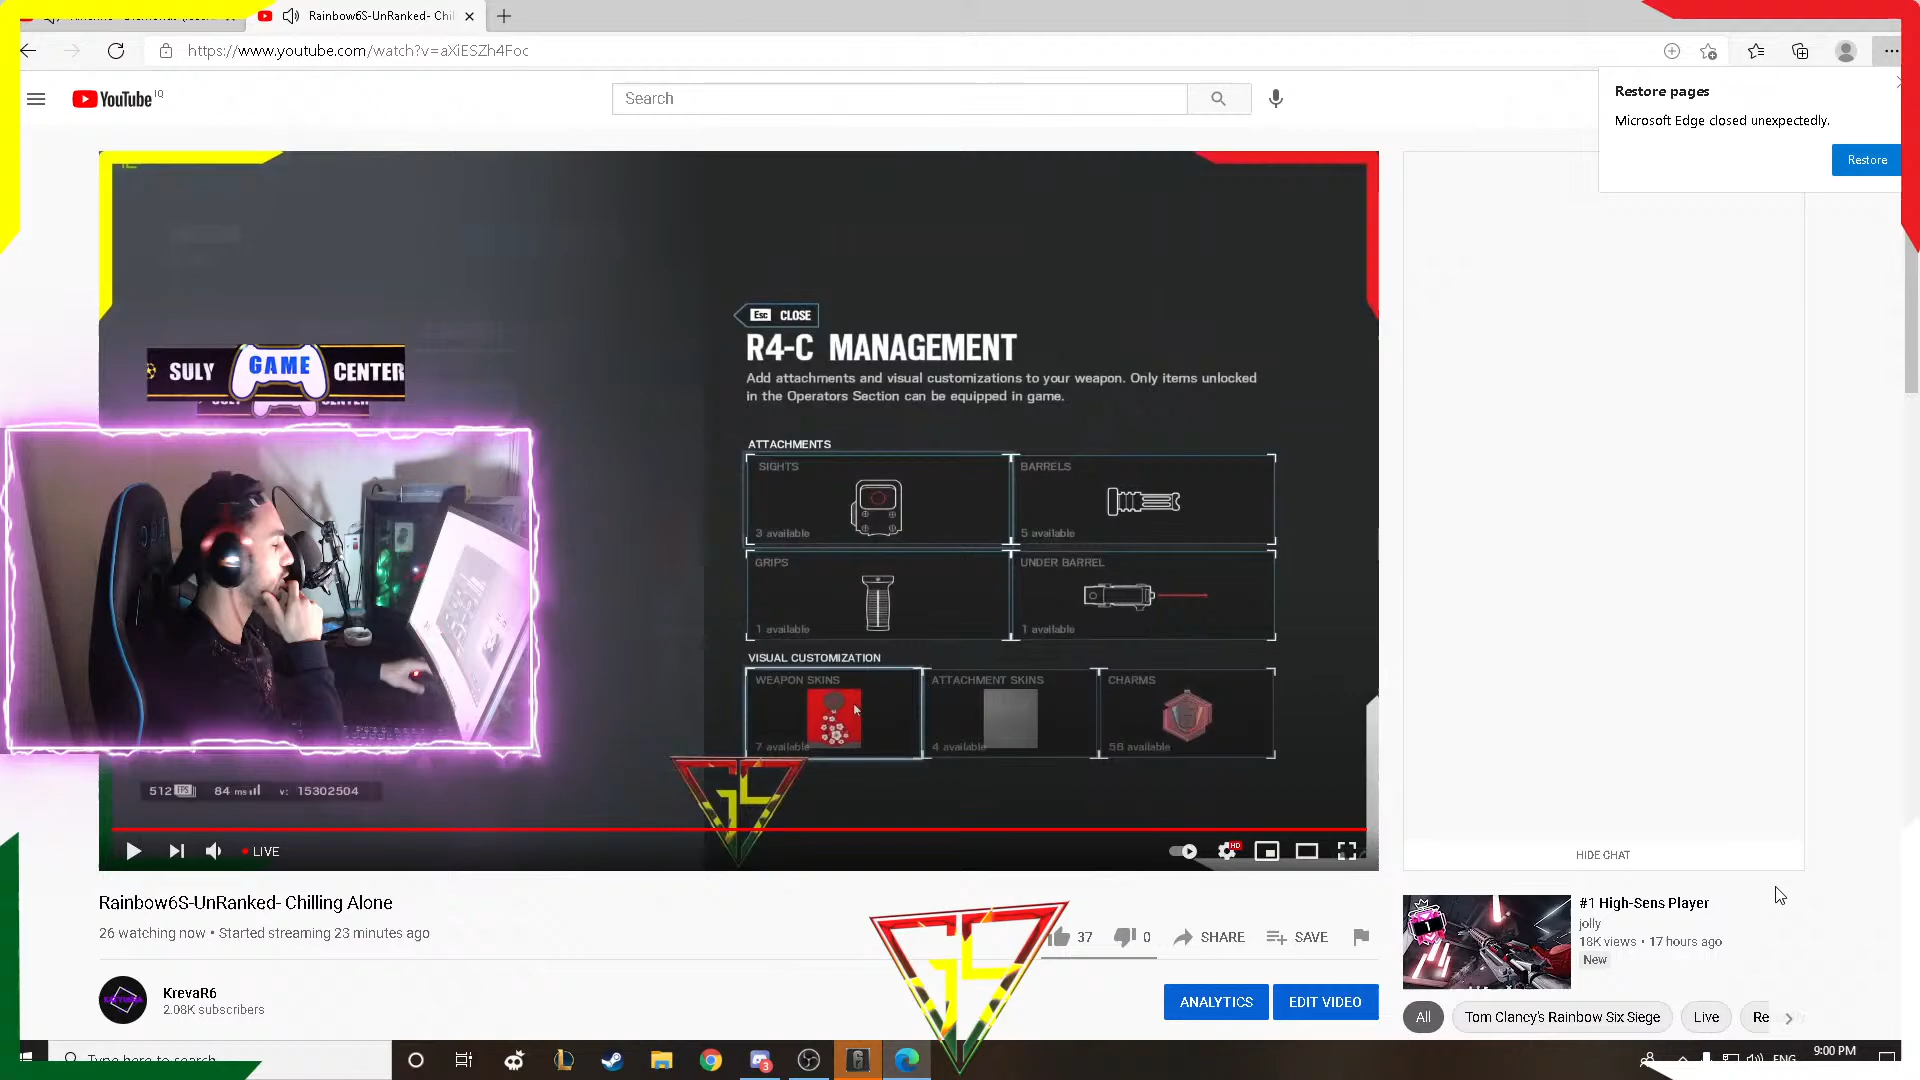 Rainbow6S-UnRanked- Chil
https://www.youtube.com/watch?v=aXiESZh4Foc
YouTube IQ
Search
Restore pages
Microsoft Edge closed unexpectedly.
Restore
Esc CLOSE
R4-C MANAGEMENT
Add attachments and visual customizations to your weapon. Only items unlocked
in the Operators Section can be equipped in game.
SULY GAME CENTER
ATTACHMENTS
SIGHTS
3 available
BARRELS
5 available
GRIPS
1 available
UNDER BARREL
1 available
VISUAL CUSTOMIZATION
WEAPON SKINS
7 available
ATTACHMENT SKINS
4 available
CHARMS
56 available
512 FPS 84 ms v: 15302504
LIVE
HD
HIDE CHAT
Rainbow6S-UnRanked- Chilling Alone
26 watching now • Started streaming 23 minutes ago
37 0 SHARE SAVE
KrevaR6
2.08K subscribers
ANALYTICS EDIT VIDEO
#1 High-Sens Player
jolly
18K views • 17 hours ago
New
All Tom Clancy's Rainbow Six Siege Live Re
Type here to search
3
ENG
9:00 PM